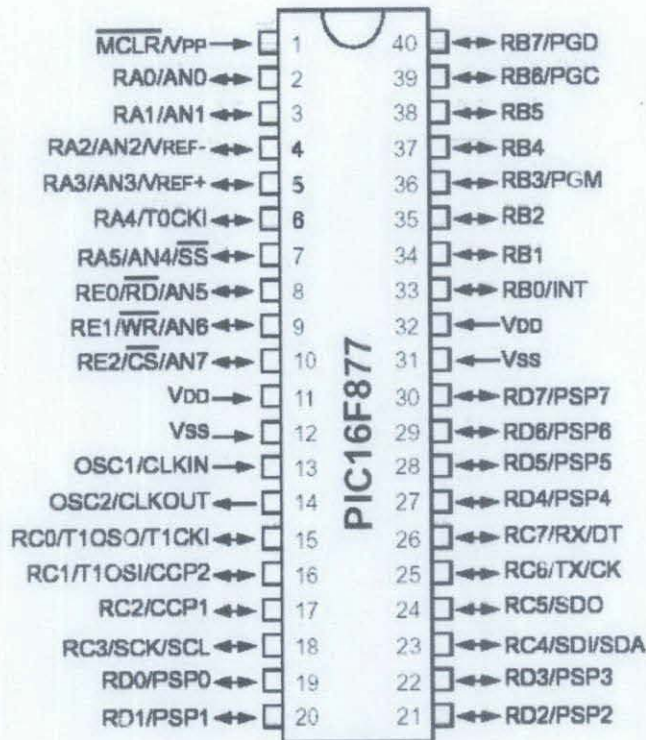 MCLR/VPP 1 40 RB7/PGD
RA0/AN0 2 39 RB6/PGC
RA1/AN1 3 38 RB5
RA2/AN2/VREF- 4 37 RB4
RA3/AN3/VREF+ 5 36 RB3/PGM
RA4/T0CKI 6 35 RB2
RA5/AN4/SS 7 34 RB1
RE0/RD/AN5 8 33 RB0/INT
RE1/WR/AN6 9 32 VDD
RE2/CS/AN7 10 31 VSS
VDD 11 30 RD7/PSP7
VSS 12 29 RD6/PSP6
OSC1/CLKIN 13 28 RD5/PSP5
OSC2/CLKOUT 14 27 RD4/PSP4
RC0/T1OSO/T1CKI 15 26 RC7/RX/DT
RC1/T1OSI/CCP2 16 25 RC6/TX/CK
RC2/CCP1 17 24 RC5/SDO
RC3/SCK/SCL 18 23 RC4/SDI/SDA
RD0/PSP0 19 22 RD3/PSP3
RD1/PSP1 20 21 RD2/PSP2
PIC16F877